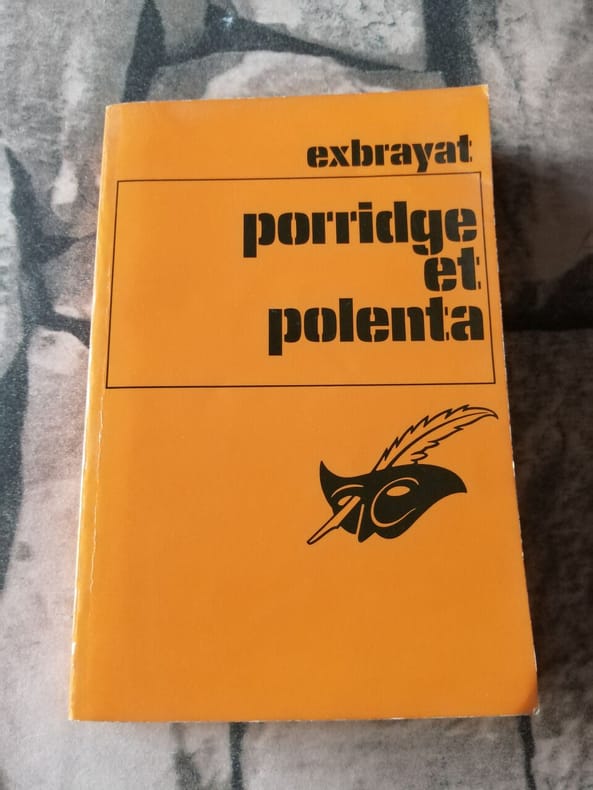 exbrayat
porridge
et
polenta